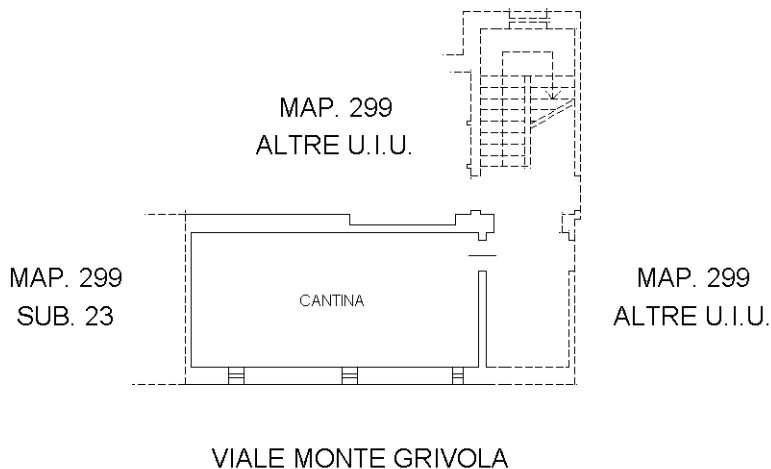 MAP. 299
ALTRE U.I.U.
MAP. 299
SUB. 23
CANTINA
MAP. 299
ALTRE U.I.U.
VIALE MONTE GRIVOLA